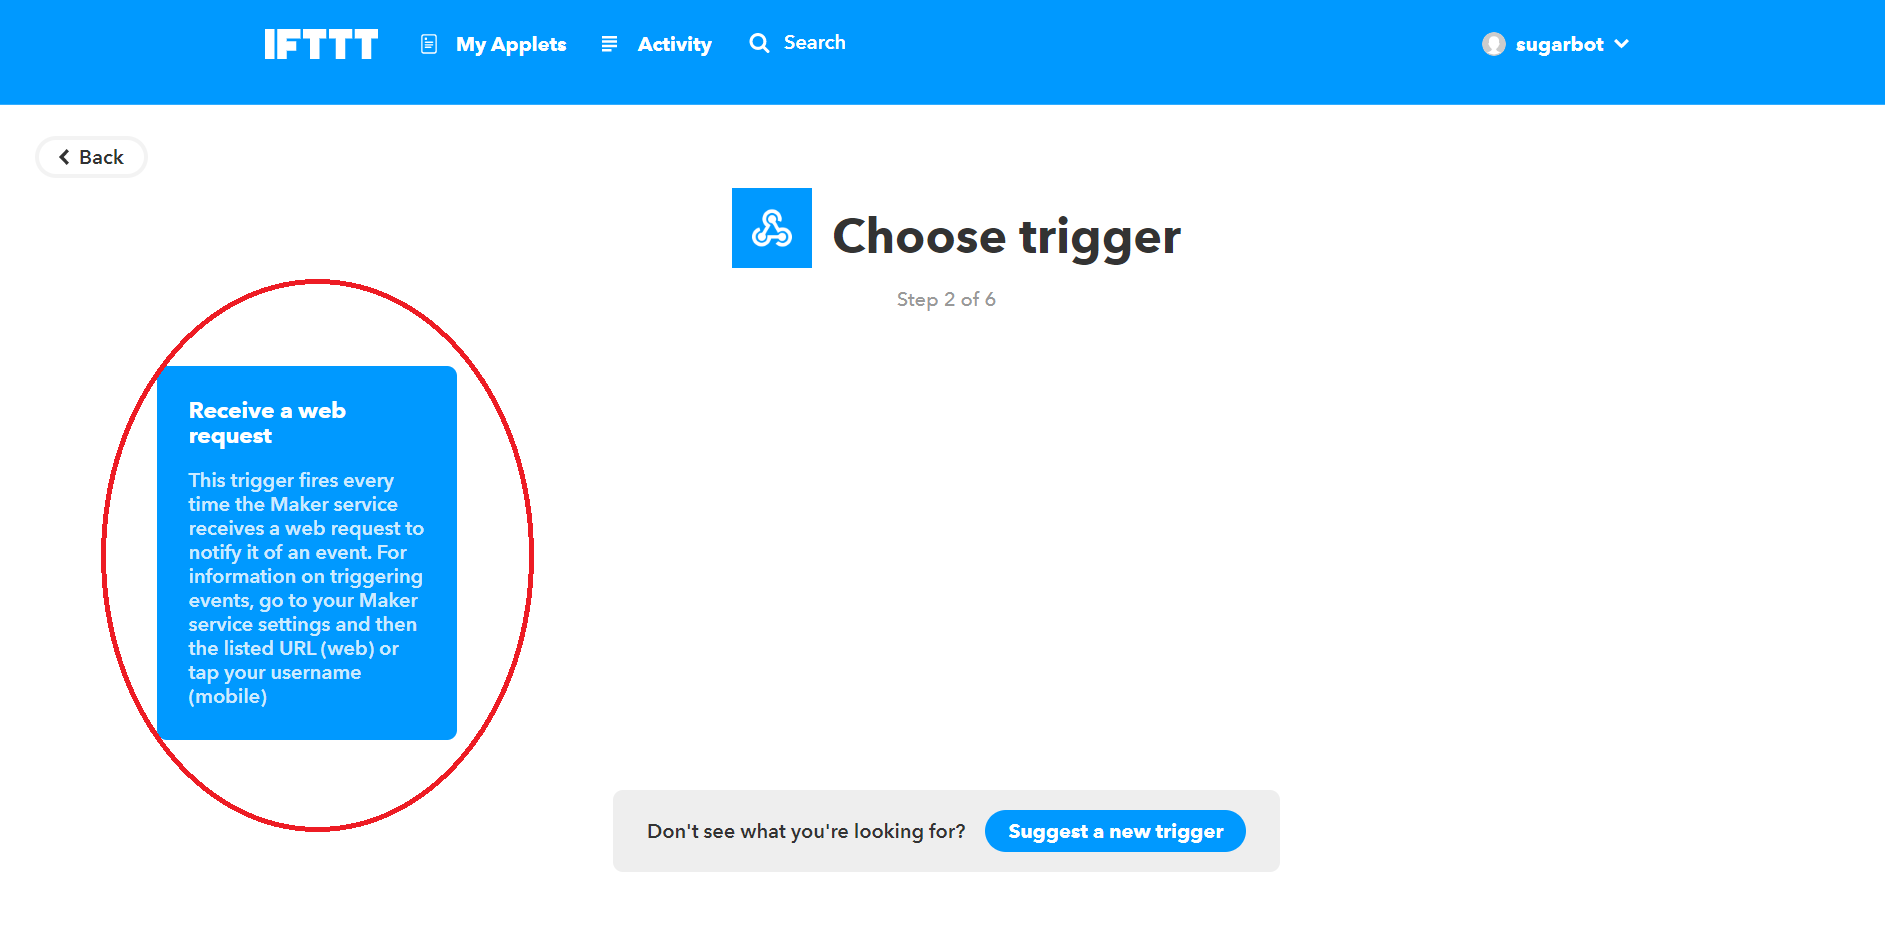 IFTTT My Applets Activity Search sugarbot
Back
Choose trigger
Step 2 of 6
Receive a web
request
This trigger fires every
time the Maker service
receives a web request to
notify it of an event. For
information on triggering
events, go to your Maker
service settings and then
the listed URL (web) or
tap your username
(mobile)
Don't see what you're looking for? Suggest a new trigger